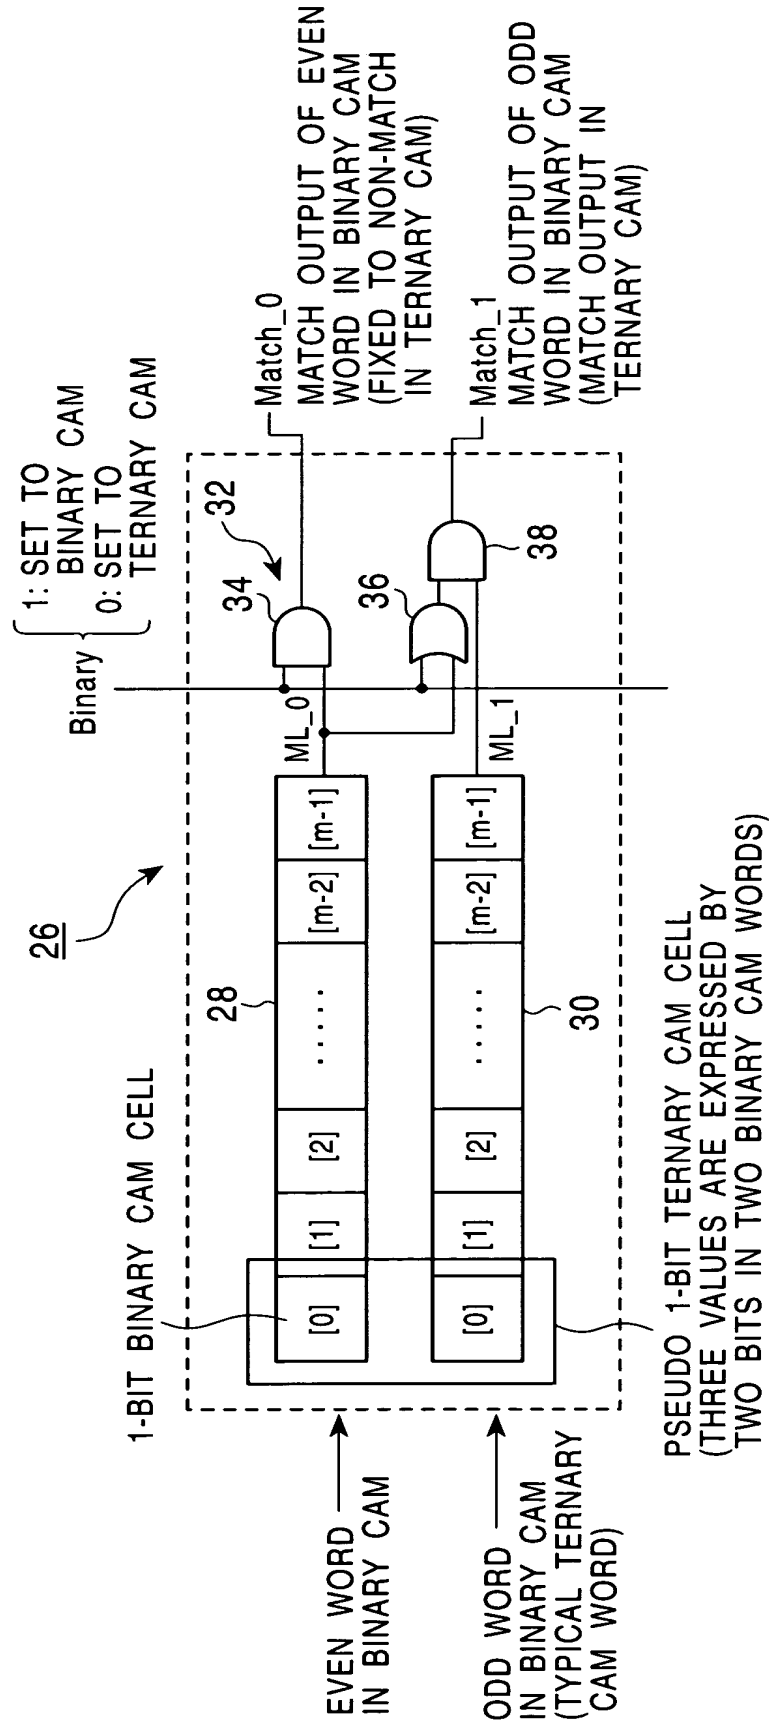 26
Binary
1: SET TO
BINARY CAM
0: SET TO
TERNARY CAM
1-BIT BINARY CAM CELL
28
34
32
Match_0
MATCH OUTPUT OF EVEN
WORD IN BINARY CAM
(FIXED TO NON-MATCH
IN TERNARY CAM)
EVEN WORD
IN BINARY CAM
[0]
[1]
[2]
.....
[m-2]
[m-1]
ML_0
36
38
Match_1
MATCH OUTPUT OF ODD
WORD IN BINARY CAM
(MATCH OUTPUT IN
TERNARY CAM)
ODD WORD
IN BINARY CAM
(TYPICAL TERNARY
CAM WORD)
[0]
[1]
[2]
.....
[m-2]
[m-1]
ML_1
30
PSEUDO 1-BIT TERNARY CAM CELL
(THREE VALUES ARE EXPRESSED BY
TWO BITS IN TWO BINARY CAM WORDS)